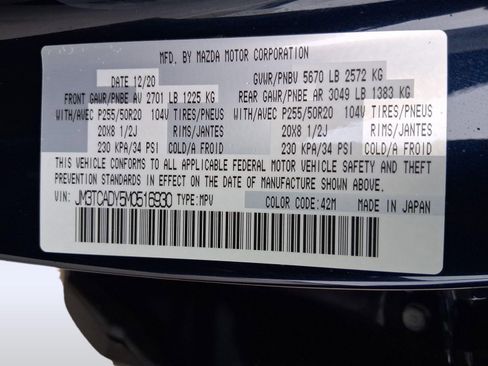 MFD. BY MAZDA MOTOR CORPORATION
DATE 12/20 GVWR/PNBV 5670 LB 2572 KG
FRONT GAWR/PNBE AV 2701 LB 1225 KG REAR GAWR/PNBE AR 3049 LB 1383 KG
WITH/AVEC P255/50R20 104V TIRES/PNEUS WITH/AVEC P255/50R20 104V TIRES/PNEUS
20X8 1/2J RIMS/JANTES 20X8 1/2J RIMS/JANTES
230 KPA/34 PSI COLD/A FROID 230 KPA/34 PSI COLD/A FROID
THIS VEHICLE CONFORMS TO ALL APPLICABLE FEDERAL MOTOR VEHICLE SAFETY AND THEFT
PREVENTION STANDARDS IN EFFECT ON THE DATE OF MANUFACTURE SHOWN ABOVE.
VIN: JM3TCADY5M0516930 TYPE:MPV COLOR CODE:42M MADE IN JAPAN